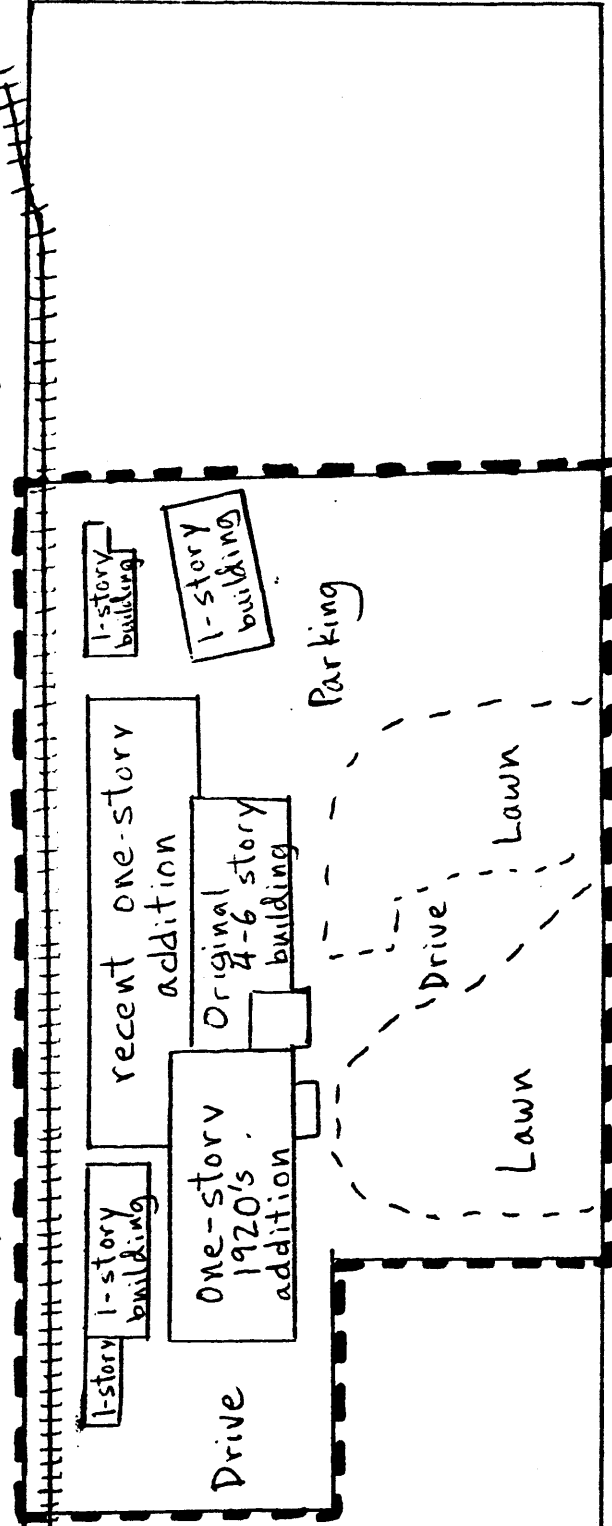 1-story
building
1-story
building
Parking
recent one-story
addition
Original
4-6 story
building
Lawn
Drive
Lawn
one-story
1920's.
addition
1-story
building
1-story
Drive